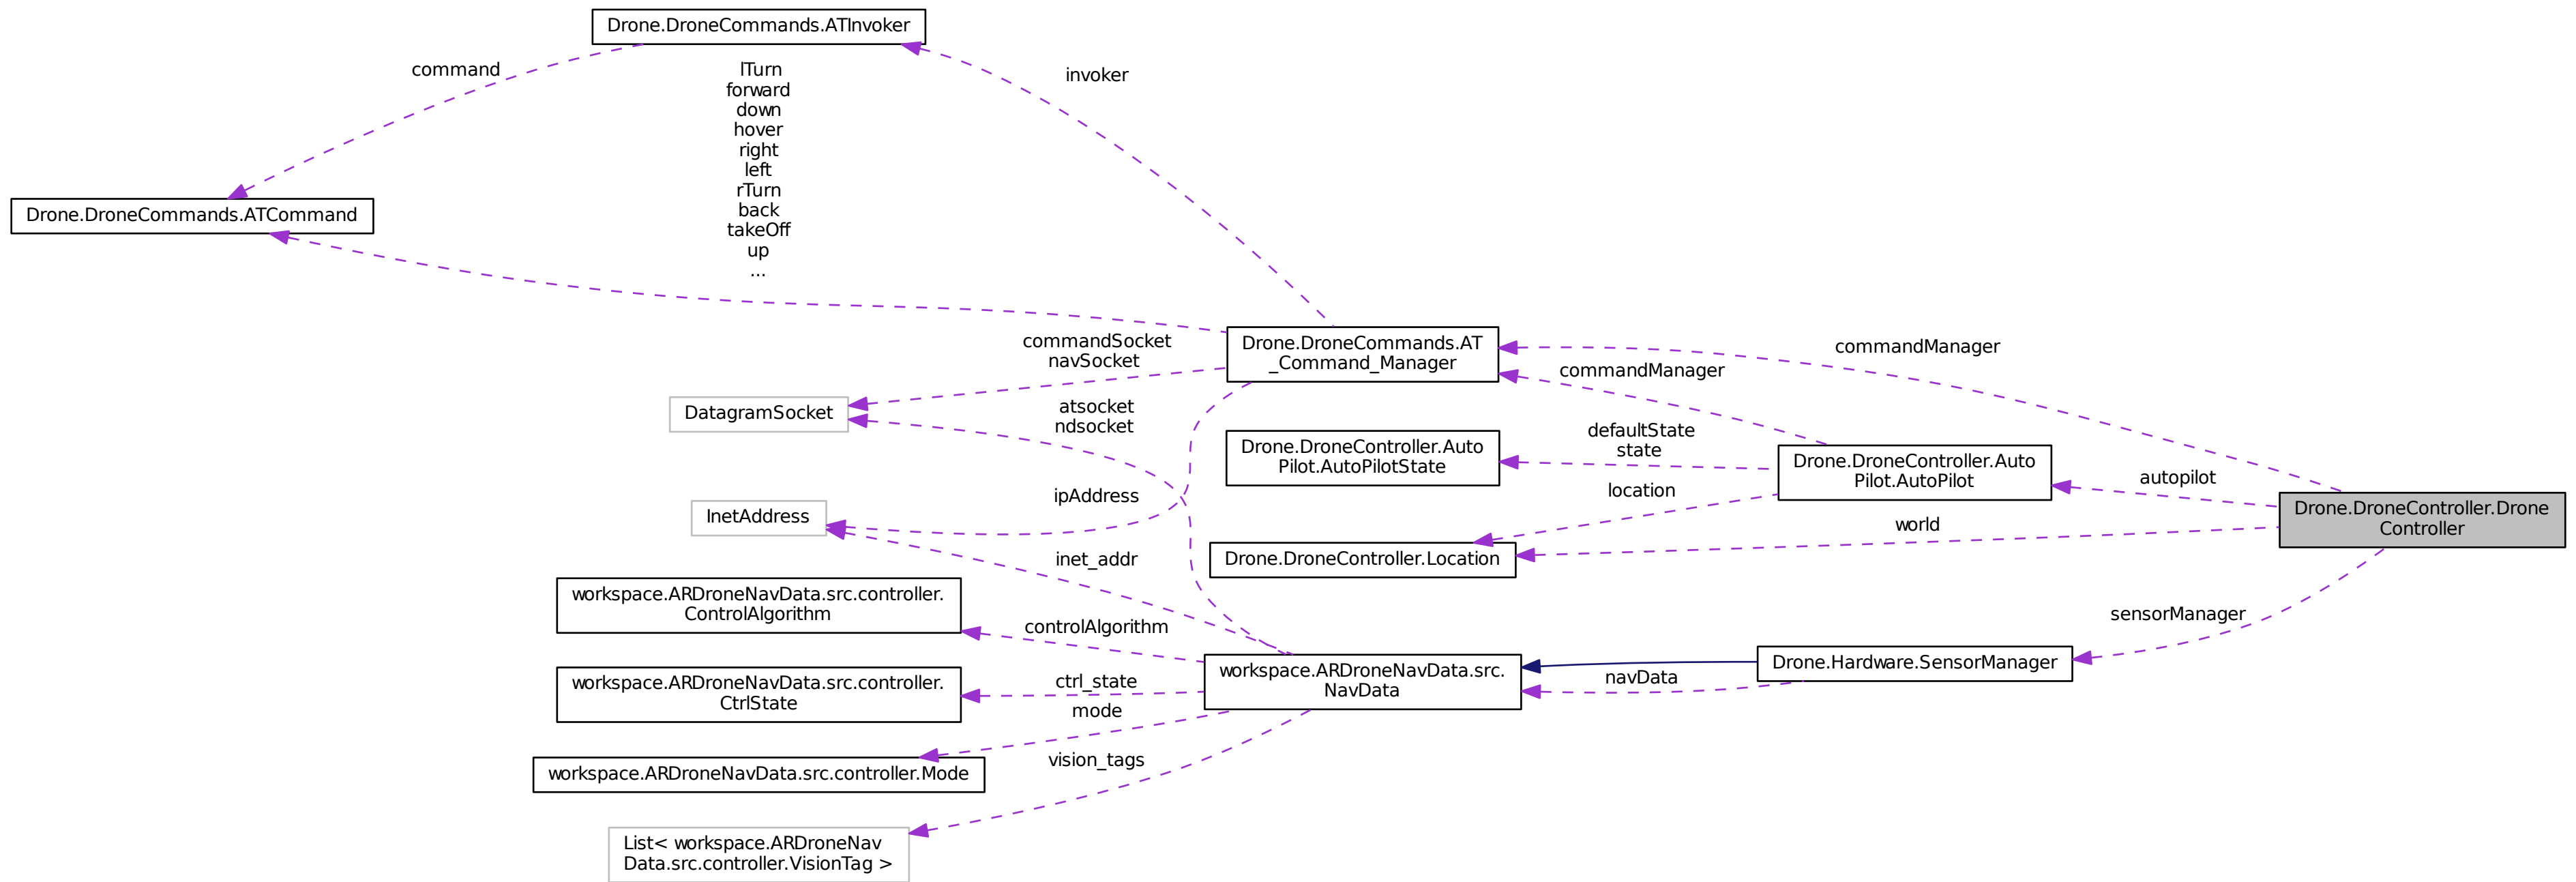 Drone.DroneCommands.ATInvoker
command
invoker
lTurn
forward
down
hover
right
left
rTurn
back
takeOff
up
...
Drone.DroneCommands.ATCommand
commandSocket
navSocket
Drone.DroneCommands.AT
_Command_Manager
commandManager
commandManager
DatagramSocket
atsocket
ndsocket
Drone.DroneController.Auto
Pilot.AutoPilotState
defaultState
state
Drone.DroneController.Auto
Pilot.AutoPilot
autopilot
location
ipAddress
InetAddress
world
Drone.DroneController.Drone
Controller
Drone.DroneController.Location
inet_addr
workspace.ARDroneNavData.src.controller.
ControlAlgorithm
controlAlgorithm
sensorManager
workspace.ARDroneNavData.src.controller.
CtrlState
ctrl_state
mode
workspace.ARDroneNavData.src.
NavData
navData
Drone.Hardware.SensorManager
workspace.ARDroneNavData.src.controller.Mode
vision_tags
List< workspace.ARDroneNav
Data.src.controller.VisionTag >